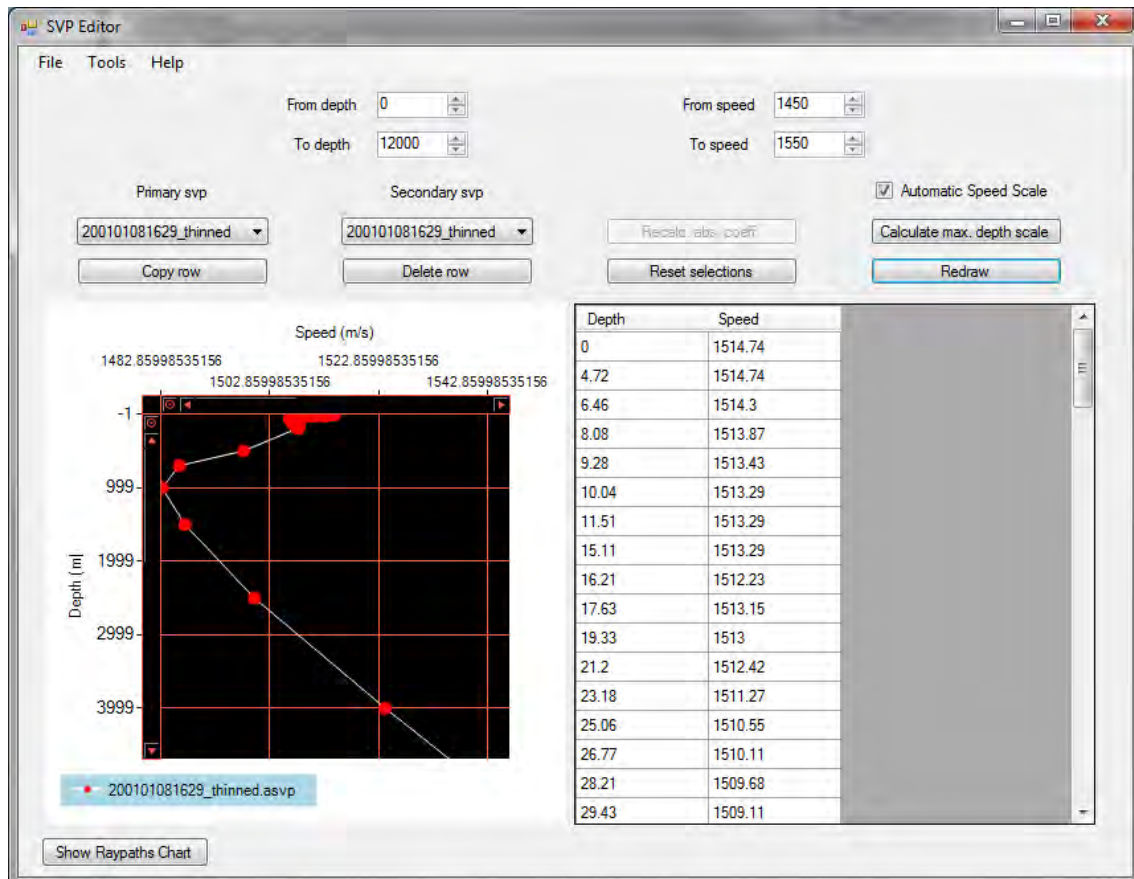 SVP Editor
File Tools Help
From depth 0 From speed 1450
To depth 12000 To speed 1550
Primary svp Secondary svp Automatic Speed Scale
200101081629_thinned 200101081629_thinned Recalc. abs. coeff. Calculate max. depth scale
Copy row Delete row Reset selections Redraw
Speed (m/s)
1482.85998535156 1522.85998535156
1502.85998535156 1542.85998535156
-1
999
1999
2999
3999
Depth (m)
200101081629_thinned.asvp
Depth Speed
0 1514.74
4.72 1514.74
6.46 1514.3
8.08 1513.87
9.28 1513.43
10.04 1513.29
11.51 1513.29
15.11 1513.29
16.21 1512.23
17.63 1513.15
19.33 1513
21.2 1512.42
23.18 1511.27
25.06 1510.55
26.77 1510.11
28.21 1509.68
29.43 1509.11
Show Raypaths Chart